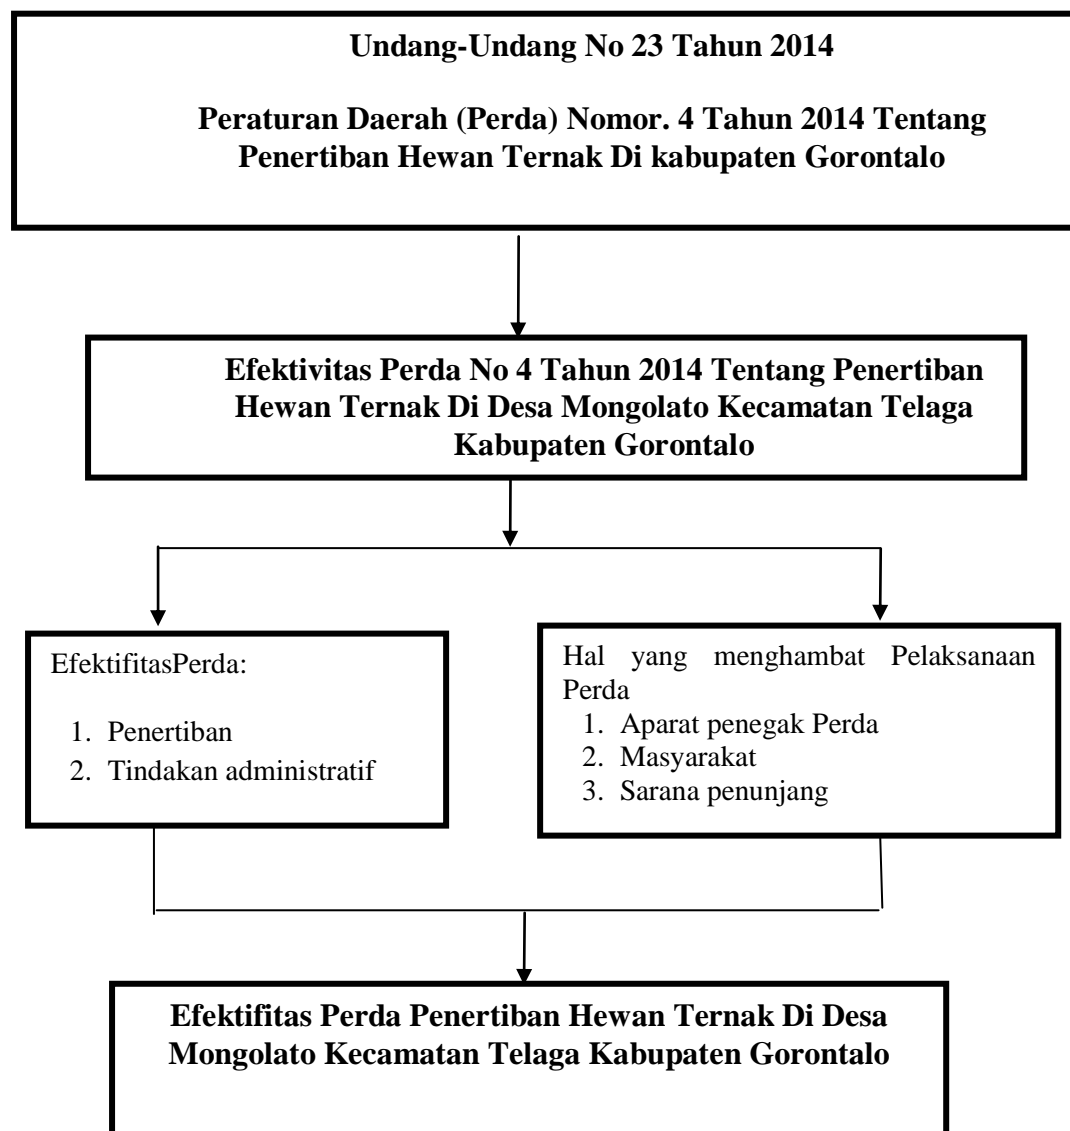 Undang-Undang No 23 Tahun 2014
Peraturan Daerah (Perda) Nomor. 4 Tahun 2014 Tentang
Penertiban Hewan Ternak Di kabupaten Gorontalo
Efektivitas Perda No 4 Tahun 2014 Tentang Penertiban
Hewan Ternak Di Desa Mongolato Kecamatan Telaga
Kabupaten Gorontalo
EfektifitasPerda:
1. Penertiban
2. Tindakan administratif
Hal yang menghambat Pelaksanaan
Perda
1. Aparat penegak Perda
2. Masyarakat
3. Sarana penunjang
Efektifitas Perda Penertiban Hewan Ternak Di Desa
Mongolato Kecamatan Telaga Kabupaten Gorontalo